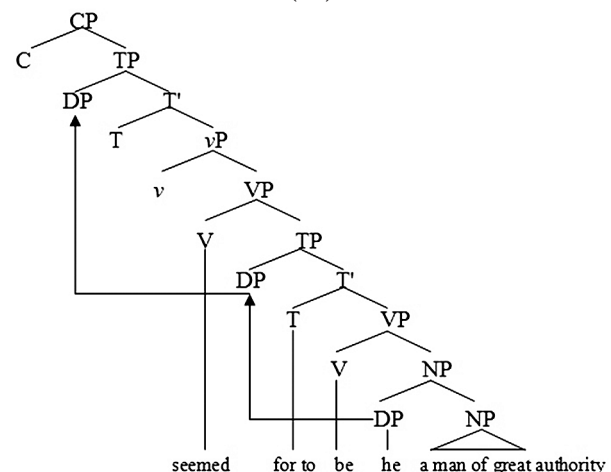 CP
C TP
DP T'
T vP
v VP
V TP
DP T'
T VP
V NP
DP NP
seemed for to be he a man of great authority